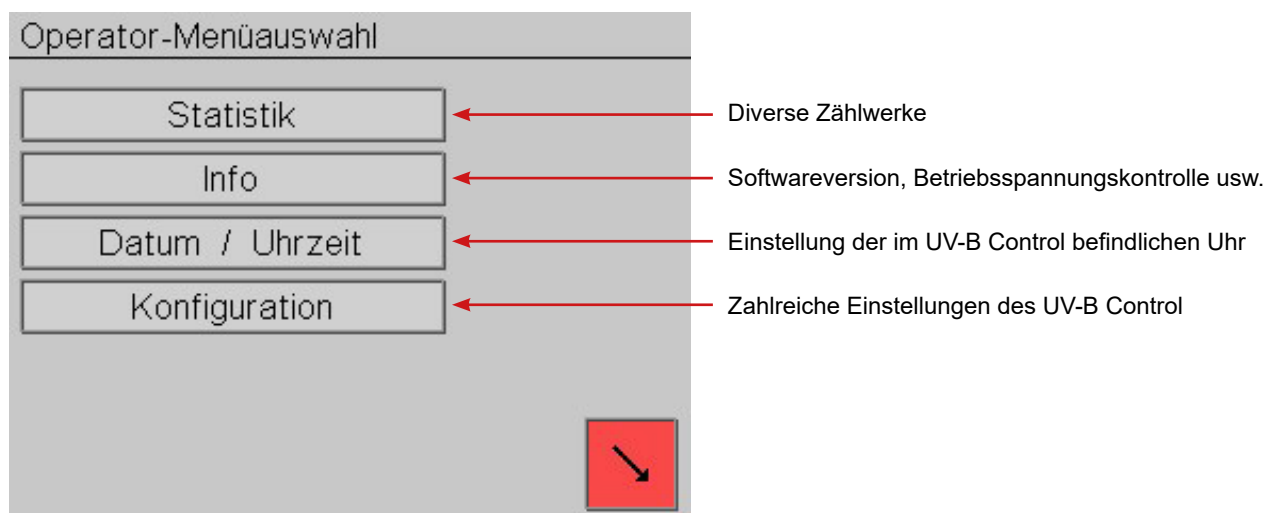 Operator-Menüauswahl
Statistik
Diverse Zählwerke
Info
Softwareversion, Betriebsspannungskontrolle usw.
Datum / Uhrzeit
Einstellung der im UV-B Control befindlichen Uhr
Konfiguration
Zahlreiche Einstellungen des UV-B Control